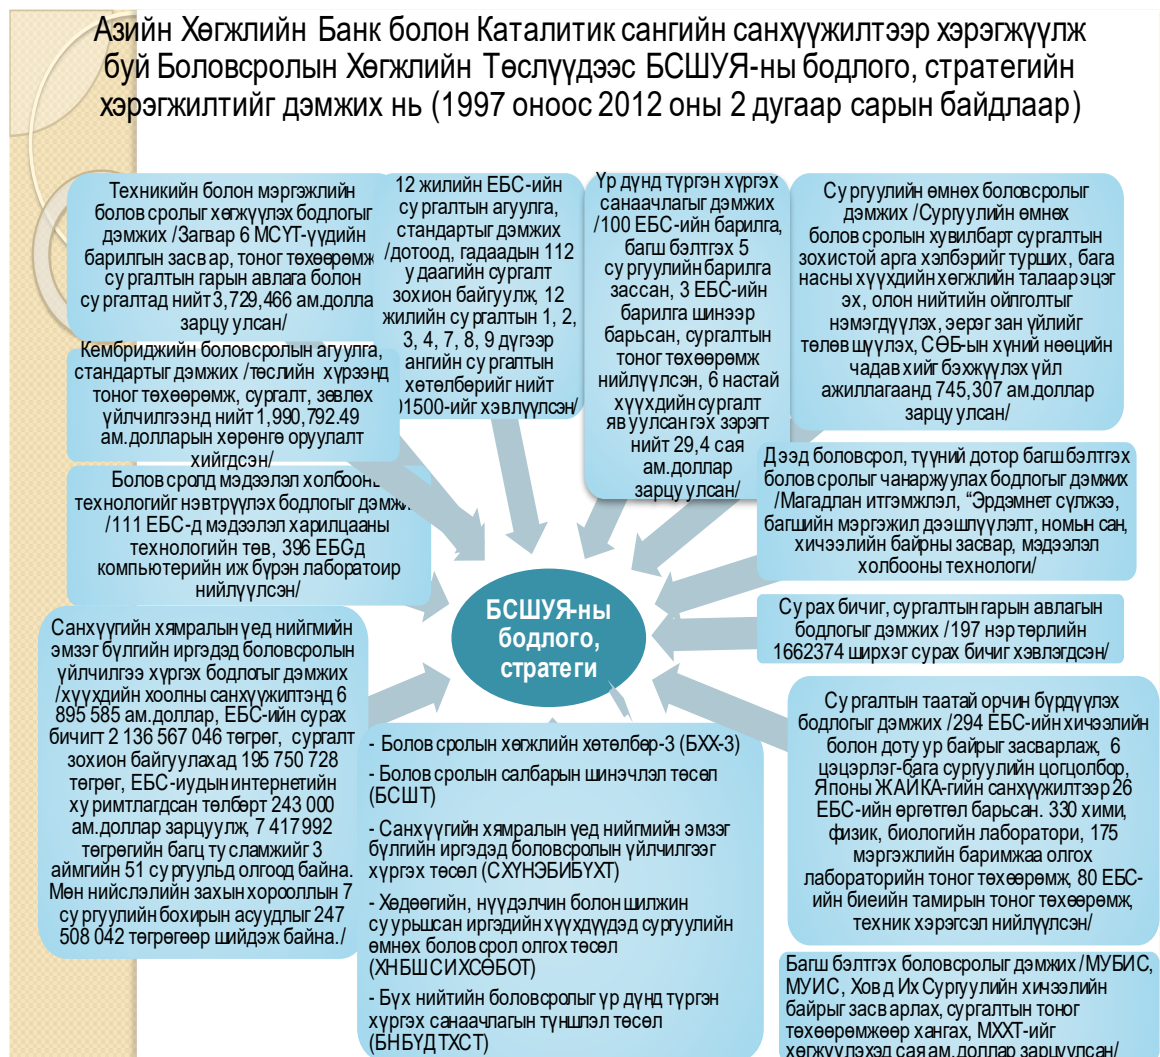 Азийн Хөгжлийн Банк болон Каталитик сангийн санхүүжилтээр хэрэгжүүлж
буй Боловсролын Хөгжлийн Төслүүдээс БСШУЯ-ны бодлого, стратегийн
хэрэгжилтийг дэмжих нь (1997 оноос 2012 оны 2 дугаар сарын байдлаар)
Техникийн болон мэргэжлийн
боловсролыг хөгжүүлэх бодлогыг
дэмжих /Загвар 6 МСҮТ-үүдийн
барилгын засвар, тоног төхөөрөмж
сургалтын гарын авлага болон
сургалтад нийт 3,729,466 ам.долла
зарцуулсан/
Кембриджийн боловсролын агуулга,
стандартыг дэмжих /төслийн хүрээнд
тоног төхөөрөмж, сургалт, зөвлөх
үйлчилгээнд нийт 1,990,792.49
ам.долларын хөрөнгө оруулалт
хийгдсэн/
Боловсролд мэдээлэл холбооны
технологийг нэвтрүүлэх бодлогыг дэмжи
/111 ЕБС-д мэдээлэл харилцааны
технологийн төв, 396 ЕБС-д
компьютерийн иж бүрэн лаборатоир
нийлүүлсэн/
Санхүүгийн хямралын үед нийгмийн
эмзэг бүлгийн иргэдэд боловсролын
үйлчилгээ хүргэх бодлогыг дэмжих
/хүүхдийн хоолны санхүүжилтэнд 6
895 585 ам.доллар, ЕБС-ийн сурах
бичигт 2 136 567 046 төгрөг, сургалт
зохион байгуулахад 195 750 728
төгрөг, ЕБС-иудын интернетийн
хуримтлагдсан төлбөрт 243 000
ам.доллар зарцуулж, 7 417 992
төгрөгийн багц тусламжийг 3
аймгийн 51 сургуульд олгоод байна.
Мөн нийслэлийн захын хорооллын 7
сургуулийн бохирын асуудлыг 247
508 042 төгрөгөөр шийдэж байна./
12 жилийн ЕБС-ийн
сургалтын агуулга,
стандартыг дэмжих
/дотоод, гадаадын 112
удаагийн сургалт
зохион байгуулж, 12
жилийн сургалтын 1, 2,
3, 4, 7, 8, 9 дүгээр
ангийн сургалтын
хөтөлбөрийг нийт
01500-ийг хэвлүүлсэн/
Үр дүнд түргэн хүргэх
санаачлагыг дэмжих
/100 ЕБС-ийн барилга,
багш бэлтгэх 5
сургуулийн барилга
зассан, 3 ЕБС-ийн
барилга шинээр
барьсан, сургалтын
тоног төхөөрөмж
нийлүүлсэн, 6 настай
хүүхдийн сургалт
явуулсан гэх зэрэгт
нийт 29,4 сая
ам.доллар
зарцуулсан/
Сургуулийн өмнөх боловсролыг
дэмжих /Сургуулийн өмнөх
боловсролын хувилбарт сургалтын
зохистой арга хэлбэрийг турших, бага
насны хүүхдийн хөгжлийн талаар эцэг
эх, олон нийтийн ойлголтыг
нэмэгдүүлэх, эерэг зан үйлийг
төлөвшүүлэх, СӨБ-ын хүний нөөцийн
чадавхийг бэхжүүлэх үйл
ажиллагаанд 745,307 ам.доллар
зарцуулсан/
Дээд боловсрол, түүний дотор багш бэлтгэх
боловсролыг чанаржуулах бодлогыг дэмжих
/Магадлан итгэмжлэл, “Эрдэмнет сүлжээ,
багшийн мэргэжил дээшлүүлэлт, номын сан,
хичээлийн байрны засвар, мэдээлэл
холбооны технологи/
Сурах бичиг, сургалтын гарын авлагын
бодлогыг дэмжих /197 нэр төрлийн
1662374 ширхэг сурах бичиг хэвлэгдсэн/
Сургалтын таатай орчин бүрдүүлэх
бодлогыг дэмжих /294 ЕБС-ийн хичээлийн
болон дотуур байрыг засварлаж, 6
цэцэрлэг-бага сургуулийн цогцолбор,
Японы ЖАЙКА-гийн санхүүжилтээр 26
ЕБС-ийн өргөтгөл барьсан. 330 хими,
физик, биологийн лаборатори, 175
мэргэжлийн баримжаа олгох
лабораторийн тоног төхөөрөмж, 80 ЕБС-
ийн биеийн тамирын тоног төхөөрөмж,
техник хэрэгсэл нийлүүлсэн/
Багш бэлтгэх боловсролыг дэмжих /МУБИС,
МУИС, Ховд Их Сургуулийн хичээлийн
байрыг засварлах, сургалтын тоног
төхөөрөмжөөр хангах, МХХТ-ийг
хөгжүүлэхэд сая ам.доллар зарцуулсан/
БСШУЯ-ны
бодлого,
стратеги
- Боловсролын хөгжлийн хөтөлбөр-3 (БХХ-3)
- Боловсролын салбарын шинэчлэл төсөл
(БСШТ)
- Санхүүгийн хямралын үед нийгмийн эмзэг
бүлгийн иргэдэд боловсролын үйлчилгээг
хүргэх төсөл (СХҮНЭБИБҮХТ)
- Хөдөөгийн, нүүдэлчин болон шилжин
суурьшсан иргэдийн хүүхдүүдэд сургуулийн
өмнөх боловсрол олгох төсөл
(ХНБШСИХСӨБОТ)
- Бүх нийтийн боловсролыг үр дүнд түргэн
хүргэх санаачлагын түншлэл төсөл
(БНБҮДТХСТ)